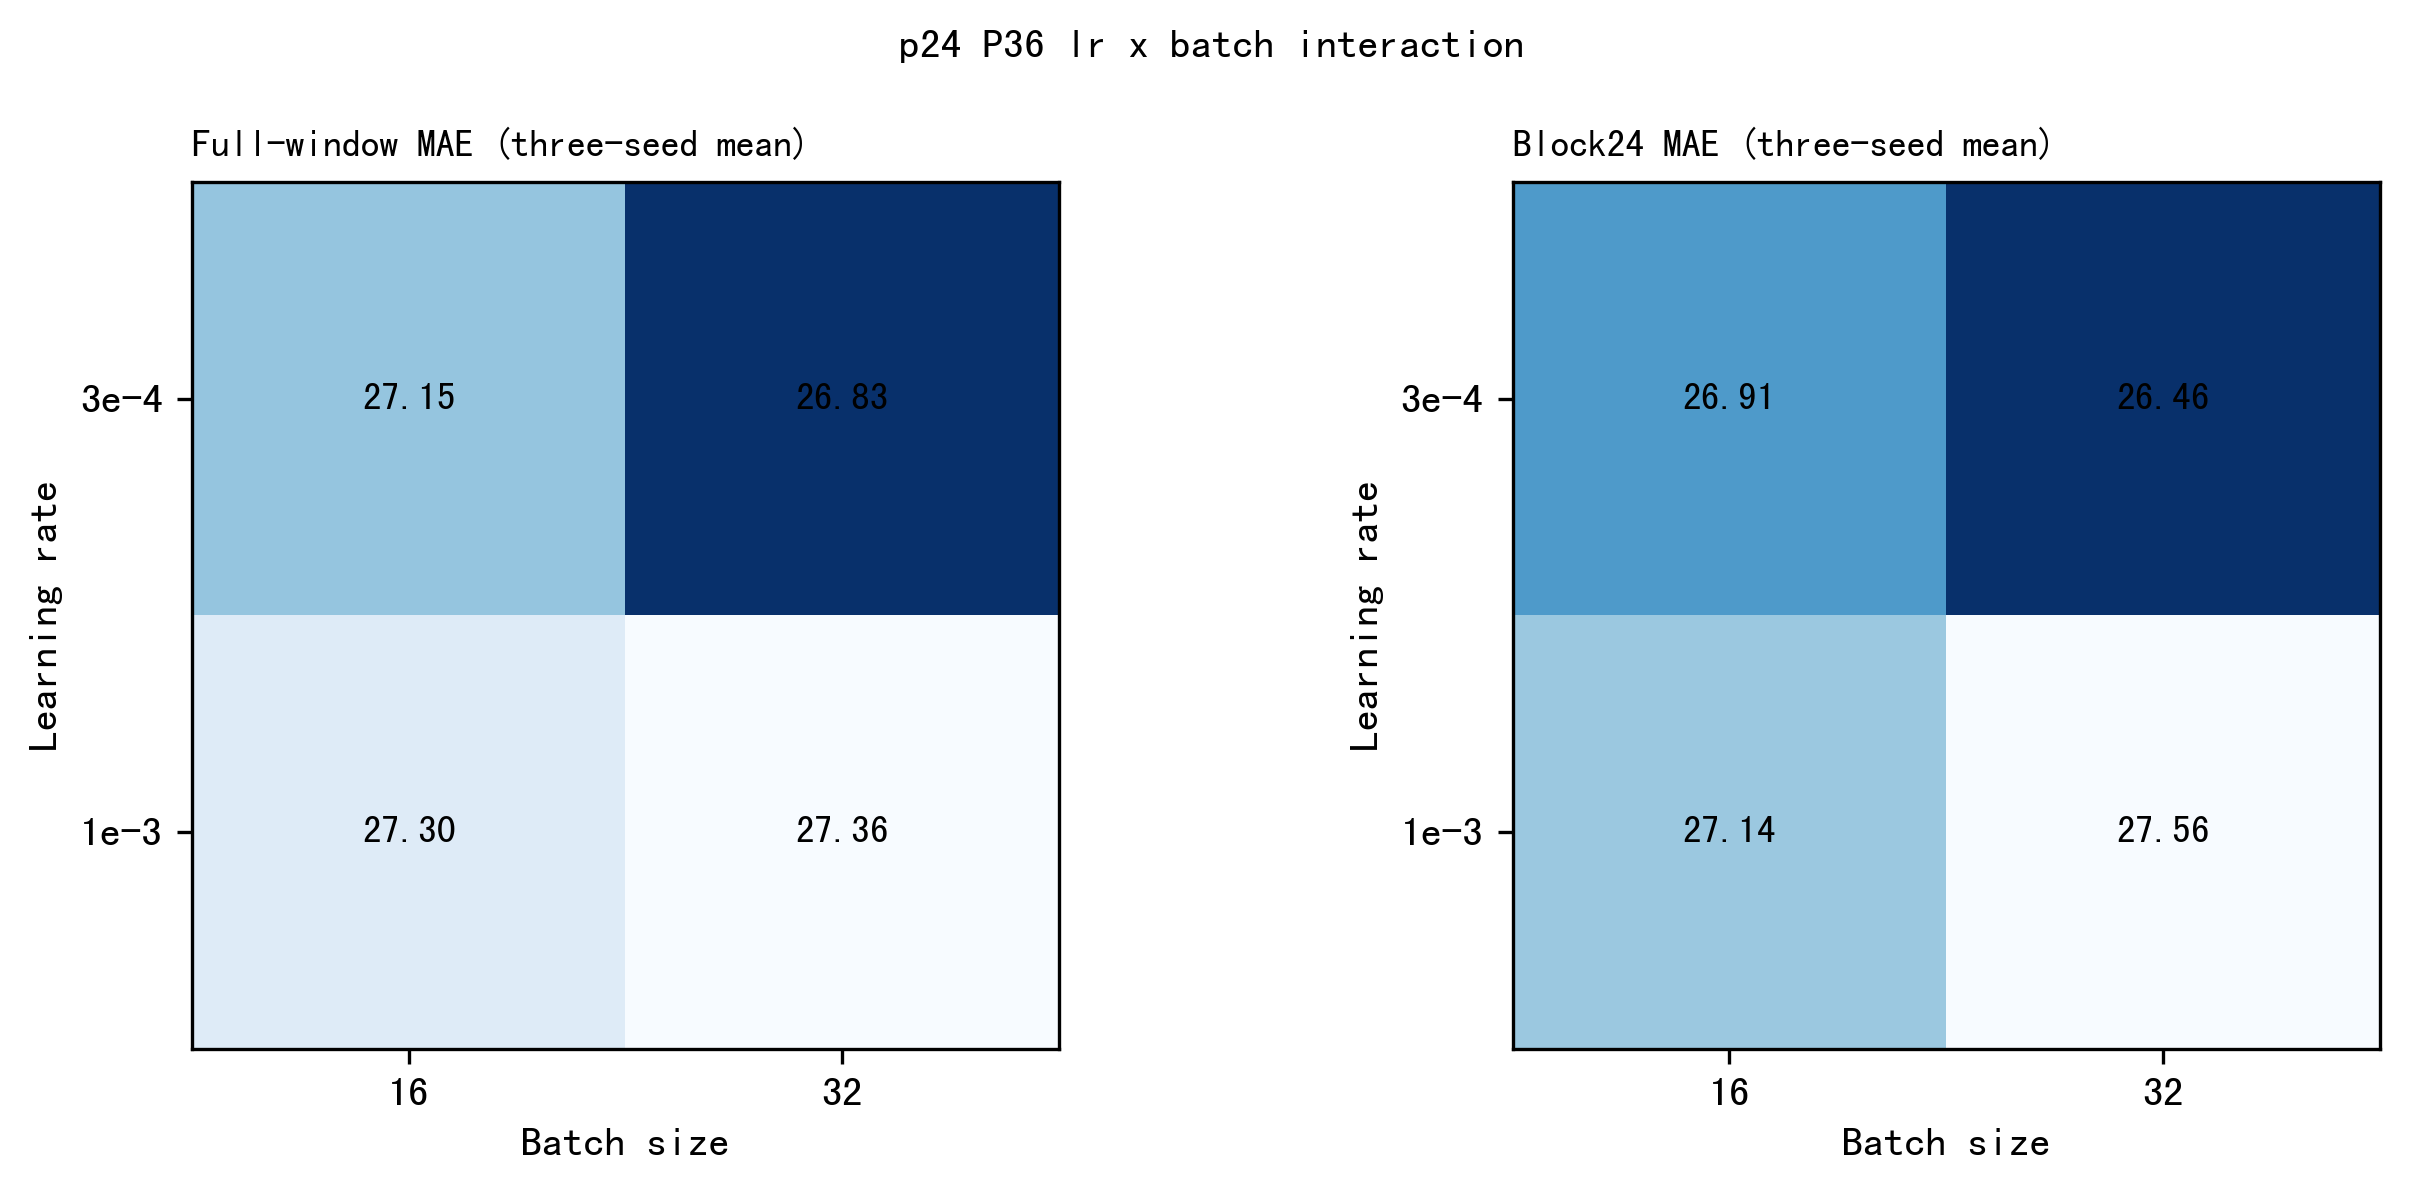 p24 P36 lr x batch interaction
Full-window MAE (three-seed mean)
3e-4
27.15
26.83
1e-3
27.30
27.36
Learning rate
16
32
Batch size
Block24 MAE (three-seed mean)
3e-4
26.91
26.46
1e-3
27.14
27.56
Learning rate
16
32
Batch size